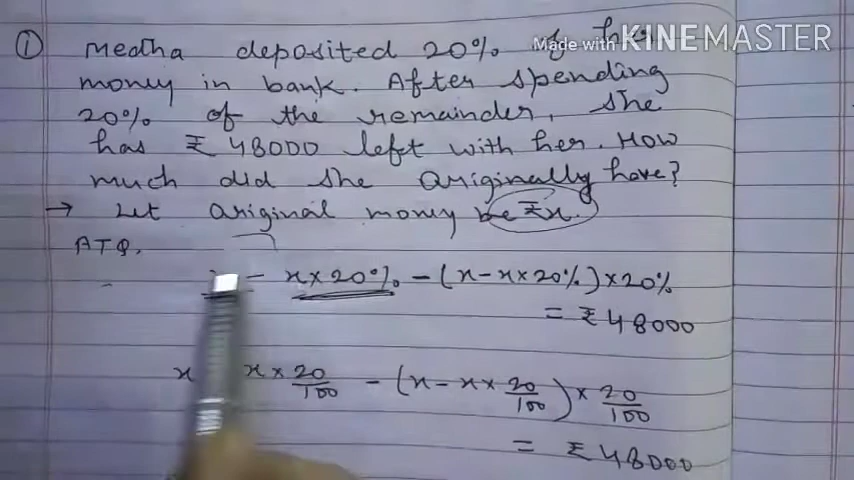 ① Medha deposited 20% of her
Made with KINEMASTER
money in bank. After spending
20% of the remainder, she
has ₹ 48000 left with her. How
much did she originally have?
→ Let original money be ₹x.
ATQ.
- x × 20% - (x - x × 20%) × 20%
= ₹ 48000
x x × 20/100 - (x - x × 20/100) × 20/100
= ₹ 48000